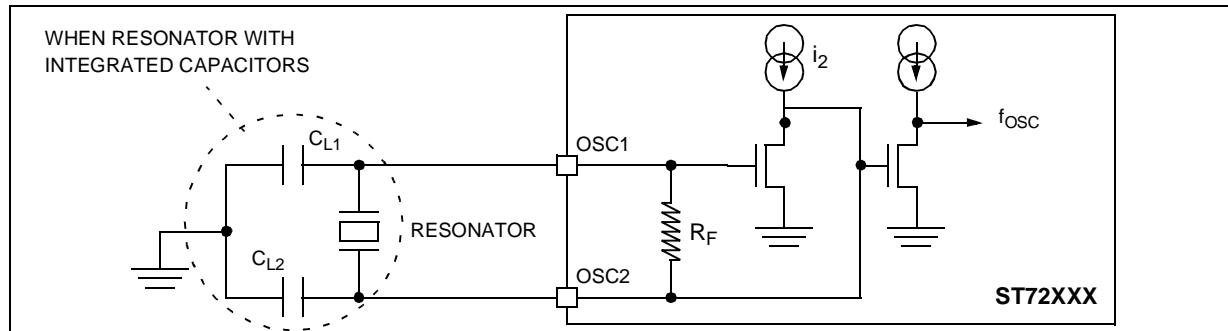 WHEN RESONATOR WITH
INTEGRATED CAPACITORS
i2
fOSC
CL1
OSC1
RESONATOR
RF
CL2
OSC2
ST72XXX